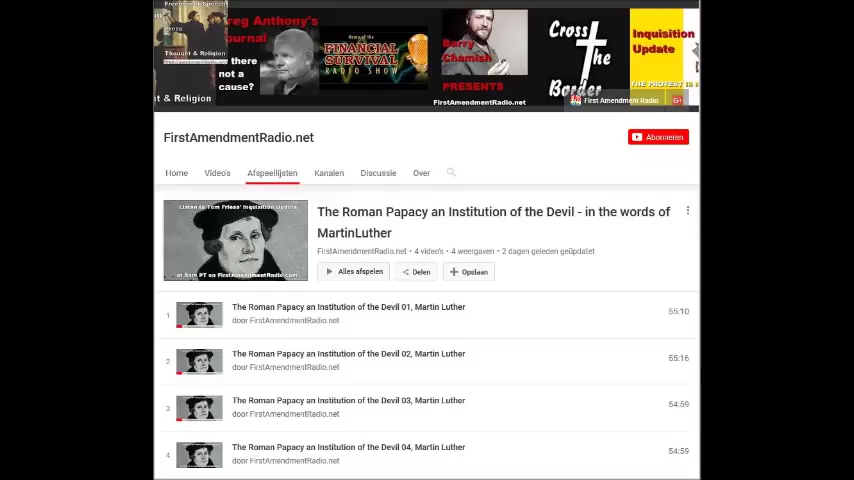 Freedom of Speech
Press
Thought & Religion
t & Religion
reg Anthony's
ournal
there
not a
cause?
Home of the
FINANCIAL
SURVIVAL
RADIO SHOW
Barry
Chamish
PRESENTS
FirstAmendmentRadio.net
Cross
The
Border
Inquisition
Update
THE PROTEST IS
First Amendment Radio
G+
FirstAmendmentRadio.net
Abonneren
Home Video's Afspeellijsten Kanalen Discussie Over
Listen to Tom Friess' Inquisition Update
at 8am PT on FirstAmendmentRadio.com
The Roman Papacy an Institution of the Devil - in the words of
MartinLuther
FirstAmendmentRadio.net • 4 video's • 4 weergaven • 2 dagen geleden geüpdatet
Alles afspelen Delen Opslaan
1 The Roman Papacy an Institution of the Devil 01, Martin Luther 55:10
door FirstAmendmentRadio.net
2 The Roman Papacy an Institution of the Devil 02, Martin Luther 55:16
door FirstAmendmentRadio.net
3 The Roman Papacy an Institution of the Devil 03, Martin Luther 54:59
door FirstAmendmentRadio.net
4 The Roman Papacy an Institution of the Devil 04, Martin Luther 54:59
door FirstAmendmentRadio.net